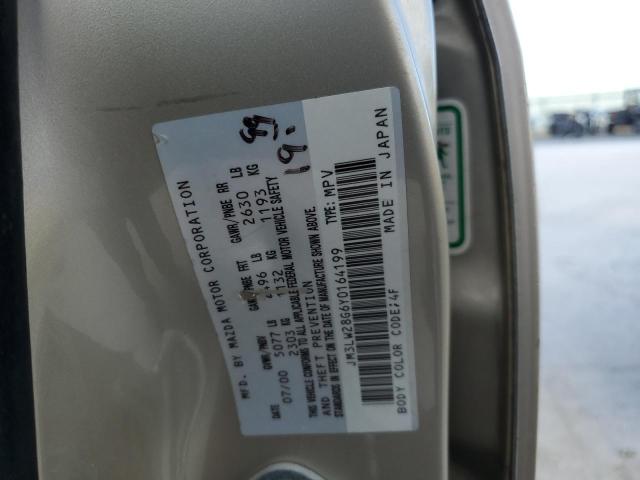 MFD. BY MAZDA MOTOR CORPORATION
DATE GVWR/PNBV GAWR/PNBE FRT GAWR/PNBE RR
07/00 5077 LB 96 LB 2630 LB
2303 KG 1132 KG 1193 KG
THIS VEHICLE CONFORMS TO ALL APPLICABLE FEDERAL MOTOR VEHICLE SAFETY
AND THEFT PREVENTION
STANDARDS IN EFFECT ON THE DATE OF MANUFACTURE SHOWN ABOVE.
JM3LW28G6Y0164199 TYPE: MPV
BODY COLOR CODE:4F MADE IN JAPAN
99
19.